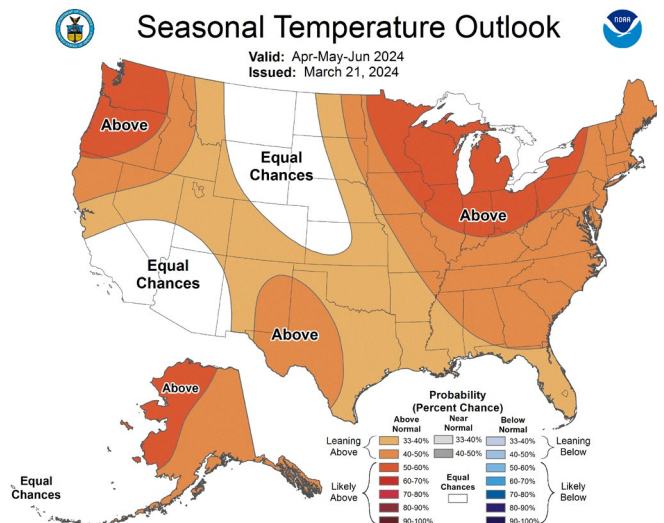 Seasonal Temperature Outlook
NOAA
Valid: Apr-May-Jun 2024
Issued: March 21, 2024
Above
Equal
Chances
Above
Equal
Chances
Above
Above
Equal
Chances
Probability
(Percent Chance)
Above
Normal
Near
Normal
Below
Normal
Leaning
Above
33-40%
33-40%
33-40%
Leaning
Below
40-50%
40-50%
40-50%
Likely
Above
50-60%
50-60%
Likely
Below
60-70%
60-70%
70-80%
70-80%
80-90%
80-90%
90-100%
90-100%
Equal
Chances